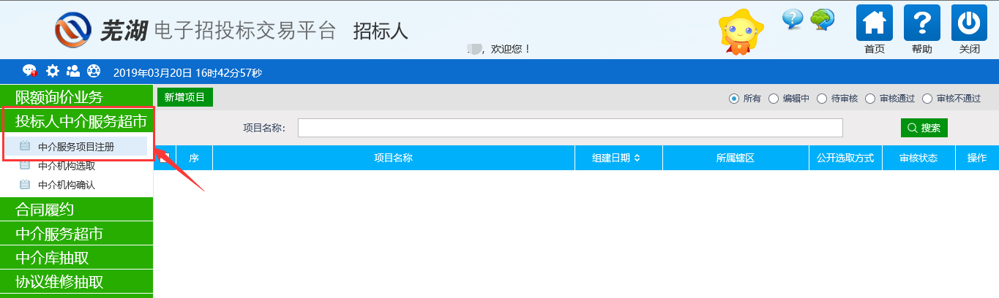 芜湖 电子招投标交易平台 招标人
，欢迎您！
首页 帮助 关闭
2019年03月20日 16时42分57秒
限额询价业务
投标人中介服务超市
中介服务项目注册
中介机构选取
中介机构确认
合同履约
中介服务超市
中介库抽取
协议维修抽取
新增项目
所有 编辑中 待审核 审核通过 审核不通过
项目名称：
搜索
序 项目名称 组建日期 所属辖区 公开选取方式 审核状态 操作